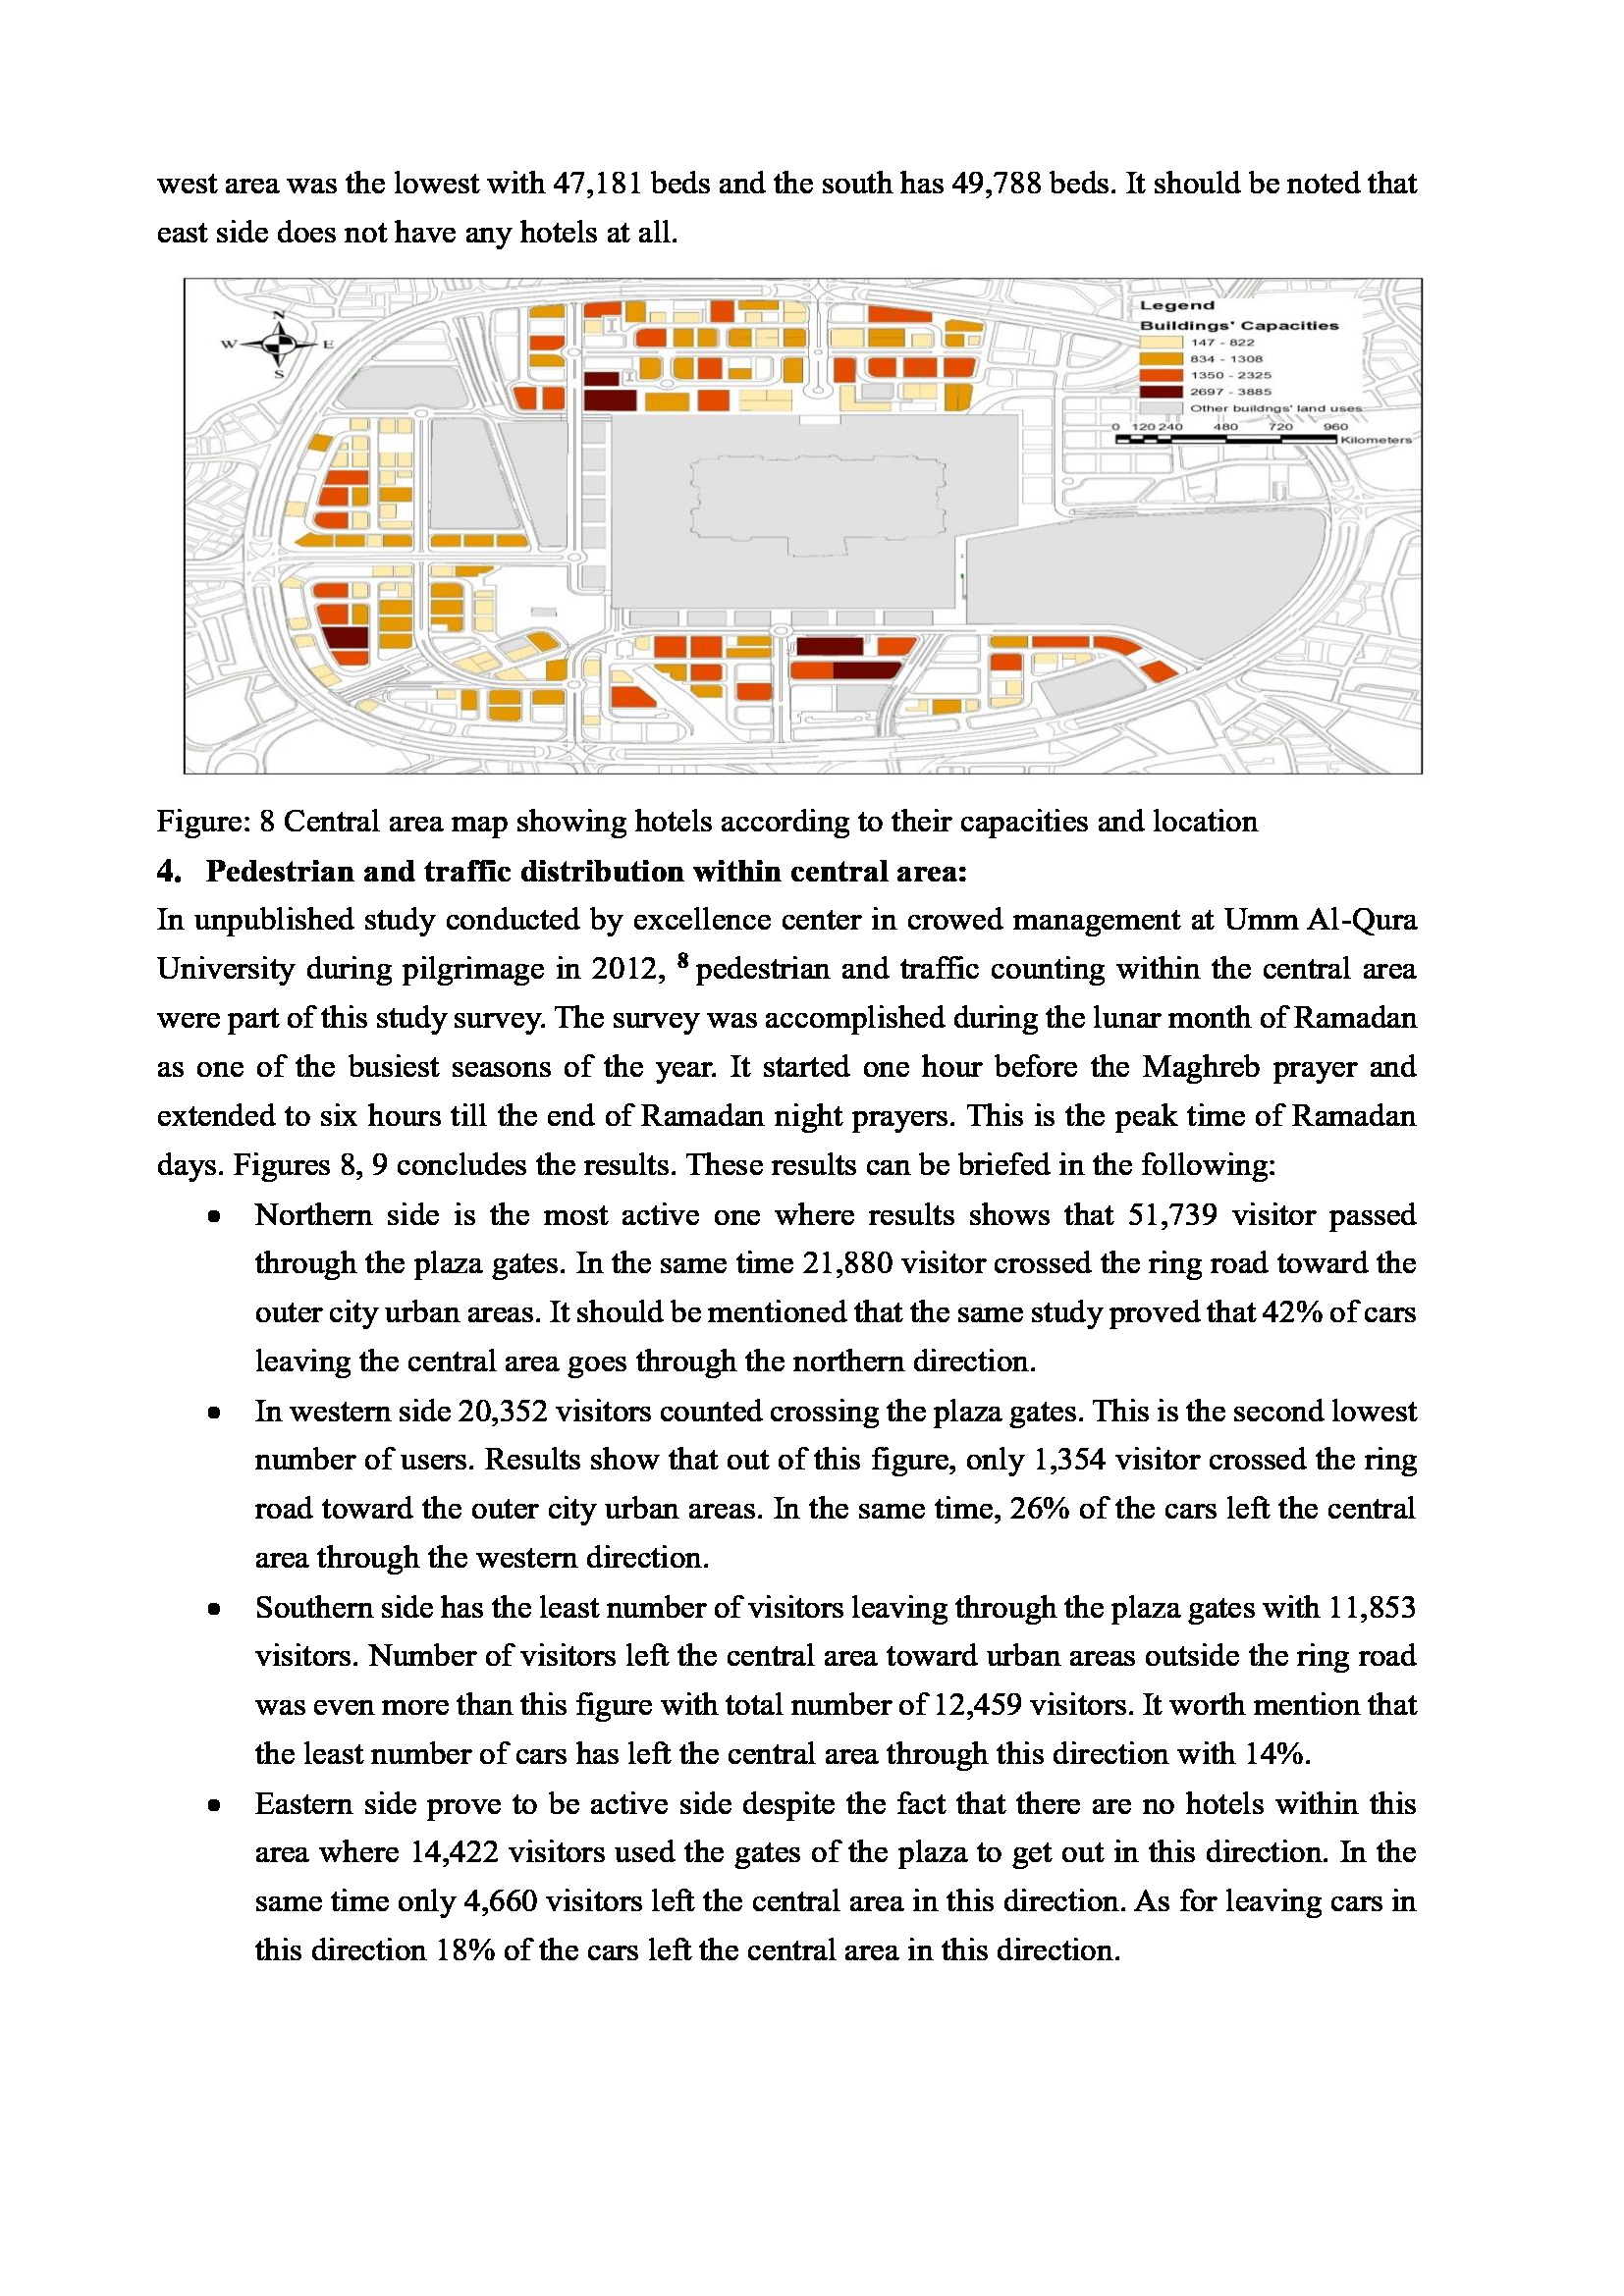 west area was the lowest with 47,181 beds and the south has 49,788 beds. It should be noted that
east side does not have any hotels at all.
N
W E
S
Legend
Buildings' Capacities
147 - 822
834 - 1308
1350 - 2325
2697 - 3885
Other buildngs' land uses
0 120 240 480 720 960
Kilometers
Figure: 8 Central area map showing hotels according to their capacities and location
4. Pedestrian and traffic distribution within central area:
In unpublished study conducted by excellence center in crowed management at Umm Al-Qura
University during pilgrimage in 2012, 8 pedestrian and traffic counting within the central area
were part of this study survey. The survey was accomplished during the lunar month of Ramadan
as one of the busiest seasons of the year. It started one hour before the Maghreb prayer and
extended to six hours till the end of Ramadan night prayers. This is the peak time of Ramadan
days. Figures 8, 9 concludes the results. These results can be briefed in the following:
• Northern side is the most active one where results shows that 51,739 visitor passed
through the plaza gates. In the same time 21,880 visitor crossed the ring road toward the
outer city urban areas. It should be mentioned that the same study proved that 42% of cars
leaving the central area goes through the northern direction.
• In western side 20,352 visitors counted crossing the plaza gates. This is the second lowest
number of users. Results show that out of this figure, only 1,354 visitor crossed the ring
road toward the outer city urban areas. In the same time, 26% of the cars left the central
area through the western direction.
• Southern side has the least number of visitors leaving through the plaza gates with 11,853
visitors. Number of visitors left the central area toward urban areas outside the ring road
was even more than this figure with total number of 12,459 visitors. It worth mention that
the least number of cars has left the central area through this direction with 14%.
• Eastern side prove to be active side despite the fact that there are no hotels within this
area where 14,422 visitors used the gates of the plaza to get out in this direction. In the
same time only 4,660 visitors left the central area in this direction. As for leaving cars in
this direction 18% of the cars left the central area in this direction.